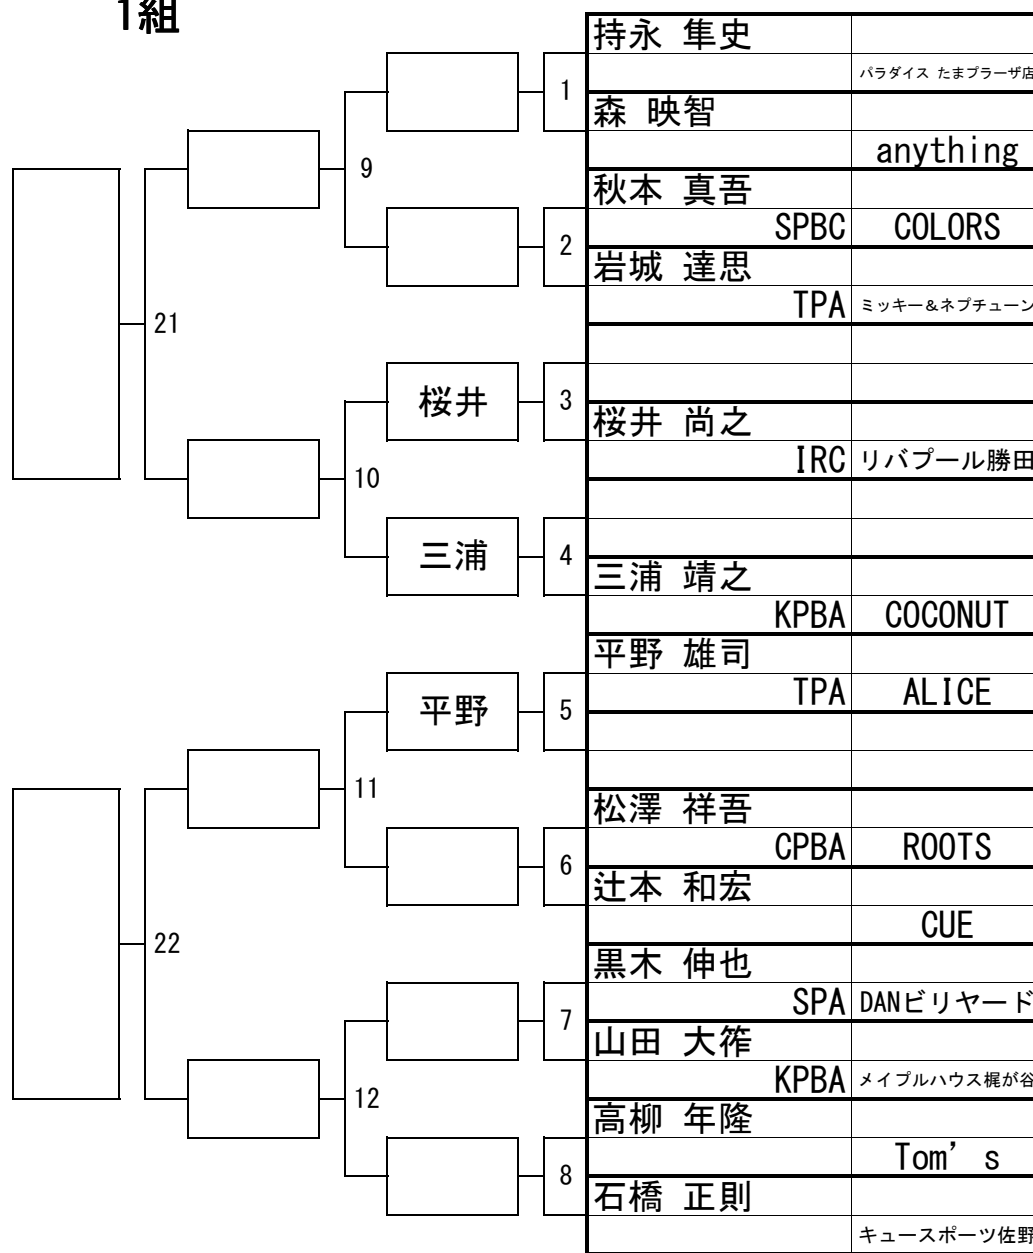 1組
持永 隼史
1 パラダイス たまプラーザ店
森 映智
9 anything
秋本 真吾
2 SPBC COLORS
岩城 達思
21 TPA ミッキー&ネプチューン
桜井 3
桜井 尚之
10 IRC リバプール勝田
三浦 4
三浦 靖之
KPBA COCONUT
平野 雄司
平野 5 TPA ALICE
11
松澤 祥吾
6 CPBA ROOTS
辻本 和宏
22 CUE
黒木 伸也
7 SPA DANビリヤード
山田 大筰
12 KPBA メイプルハウス梶が谷
高柳 年隆
8 Tom’s
石橋 正則
キュースポーツ佐野